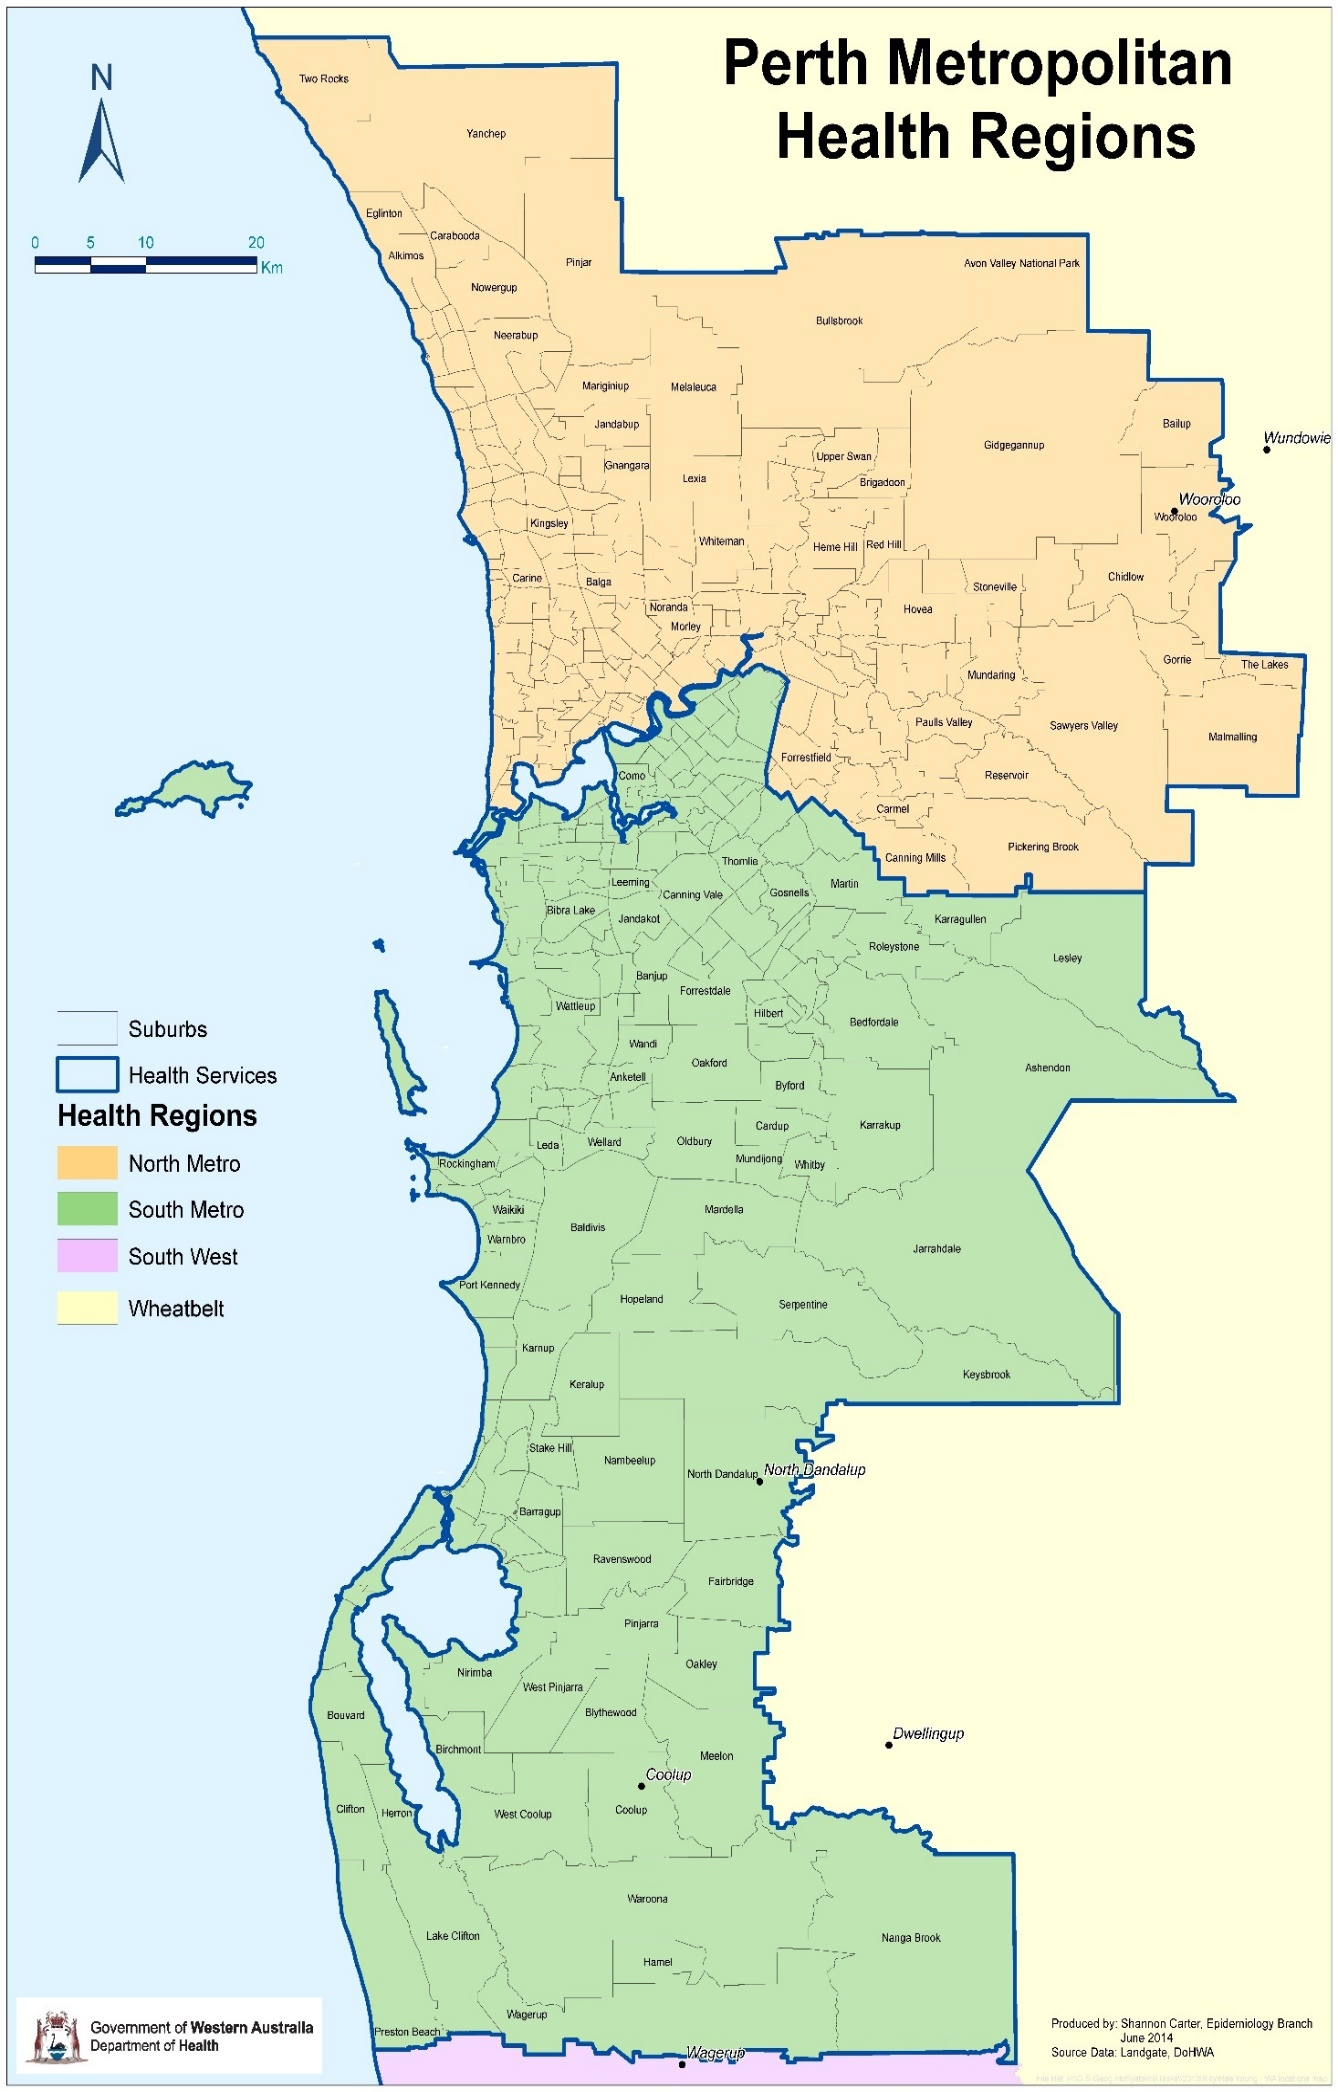 Perth Metropolitan
Health Regions
N
0 5 10 20
Km
Two Rocks
Yanchep
Eglinton
Carabooda
Alkimos
Pinjar
Avon Valley National Park
Nowergup
Bullsbrook
Neerabup
Mariginiup
Melaleuca
Jandabup
Bailup
Gidgegannup
Wundowie
Gnangara
Upper Swan
Lexia
Brigadoon
Wooroloo
Wooroloo
Kingsley
Whiteman
Herne Hill
Red Hill
Carine
Balga
Stoneville
Chidlow
Noranda
Hovea
Morley
Gorrie
The Lakes
Mundaring
Paulls Valley
Sawyers Valley
Malmalling
Forrestfield
Como
Reservoir
Carmel
Pickering Brook
Canning Mills
Thornlie
Leeming
Canning Vale
Gosnells
Martin
Bibra Lake
Jandakot
Karragullen
Roleystone
Lesley
Banjup
Forrestdale
Wattleup
Hilbert
Bedfordale
Wandi
Oakford
Ashendon
Anketell
Byford
Cardup
Karrakup
Leda
Wellard
Oldbury
Mundijong
Whitby
Rockingham
Waikiki
Mardella
Baldivis
Warnbro
Jarrahdale
Port Kennedy
Hopeland
Serpentine
Karnup
Keysbrook
Keralup
Stake Hill
Nambeelup
North Dandalup
North Dandalup
Barragup
Ravenswood
Fairbridge
Pinjarra
Oakley
Nirimba
West Pinjarra
Blythewood
Bouvard
Dwellingup
Birchmont
Meelon
Coolup
Clifton
Herron
West Coolup
Coolup
Waroona
Lake Clifton
Nanga Brook
Hamel
Wagerup
Preston Beach
Wagerup
Suburbs
Health Services
Health Regions
North Metro
South Metro
South West
Wheatbelt
Government of Western Australia
Department of Health
Produced by: Shannon Carter, Epidemiology Branch
June 2014
Source Data: Landgate, DoHWA